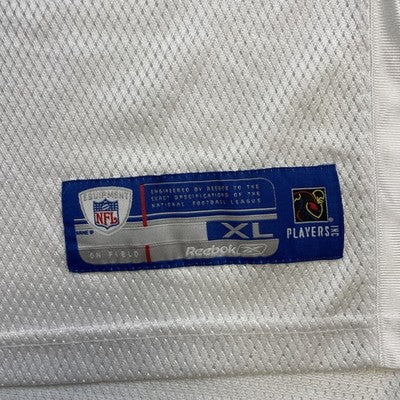 EQUIPMENT
NFL
ON FIELD
ENGINEERED BY REEBOK TO THE
EXACT SPECIFICATIONS OF THE
NATIONAL FOOTBALL LEAGUE
XL
Reebok
PLAYERS INC